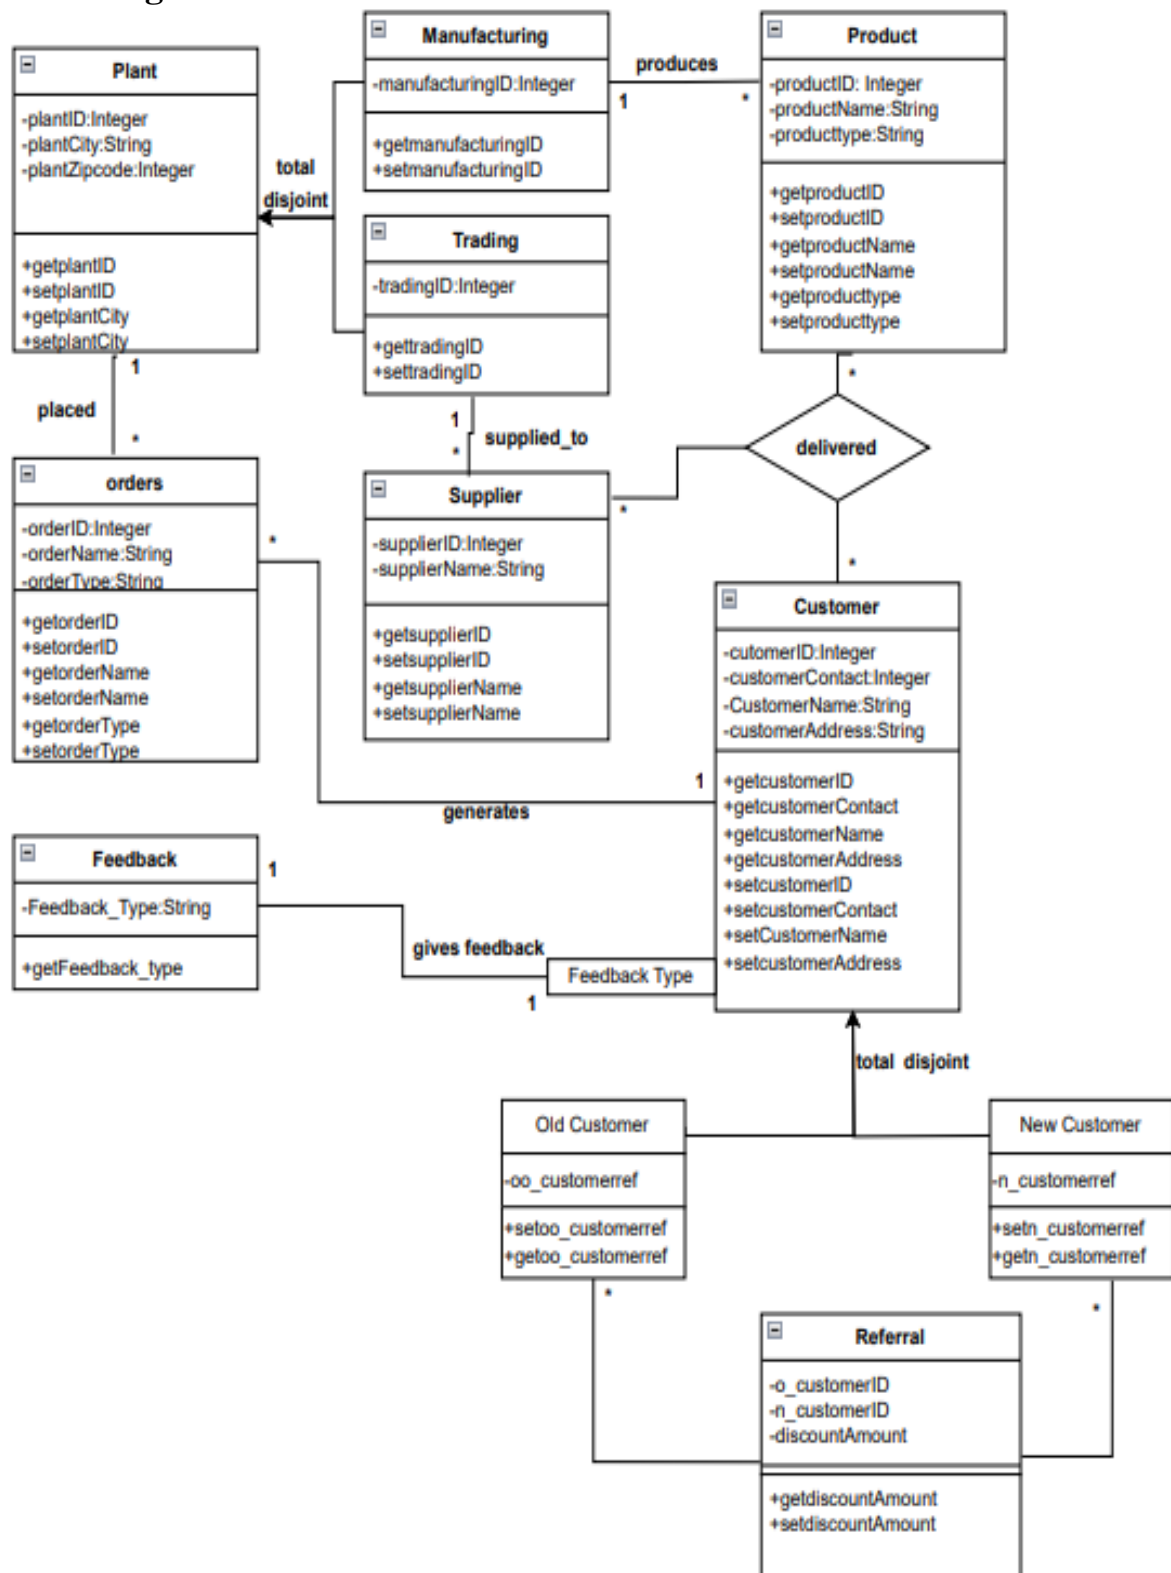 Plant
-plantID:Integer
-plantCity:String
-plantZipcode:Integer
+getplantID
+setplantID
+getplantCity
+setplantCity
total
disjoint
Manufacturing
-manufacturingID:Integer
+getmanufacturingID
+setmanufacturingID
produces
1
*
Product
-productID: Integer
-productName:String
-producttype:String
+getproductID
+setproductID
+getproductName
+setproductName
+getproducttype
+setproducttype
Trading
-tradingID:Integer
+gettradingID
+settradingID
1
placed
*
1
supplied_to
*
*
delivered
*
*
orders
-orderID:Integer
-orderName:String
-orderType:String
+getorderID
+setorderID
+getorderName
+setorderName
+getorderType
+setorderType
*
Supplier
-supplierID:Integer
-supplierName:String
+getsupplierID
+setsupplierID
+getsupplierName
+setsupplierName
Customer
-cutomerID:Integer
-customerContact:Integer
-CustomerName:String
-customerAddress:String
+getcustomerID
+getcustomerContact
+getcustomerName
+getcustomerAddress
+setcustomerID
+setcustomerContact
+setCustomerName
+setcustomerAddress
1
generates
Feedback
-Feedback_Type:String
+getFeedback_type
1
gives feedback
Feedback Type
1
total disjoint
Old Customer
-oo_customerref
+setoo_customerref
+getoo_customerref
*
New Customer
-n_customerref
+setn_customerref
+getn_customerref
*
Referral
-o_customerID
-n_customerID
-discountAmount
+getdiscountAmount
+setdiscountAmount